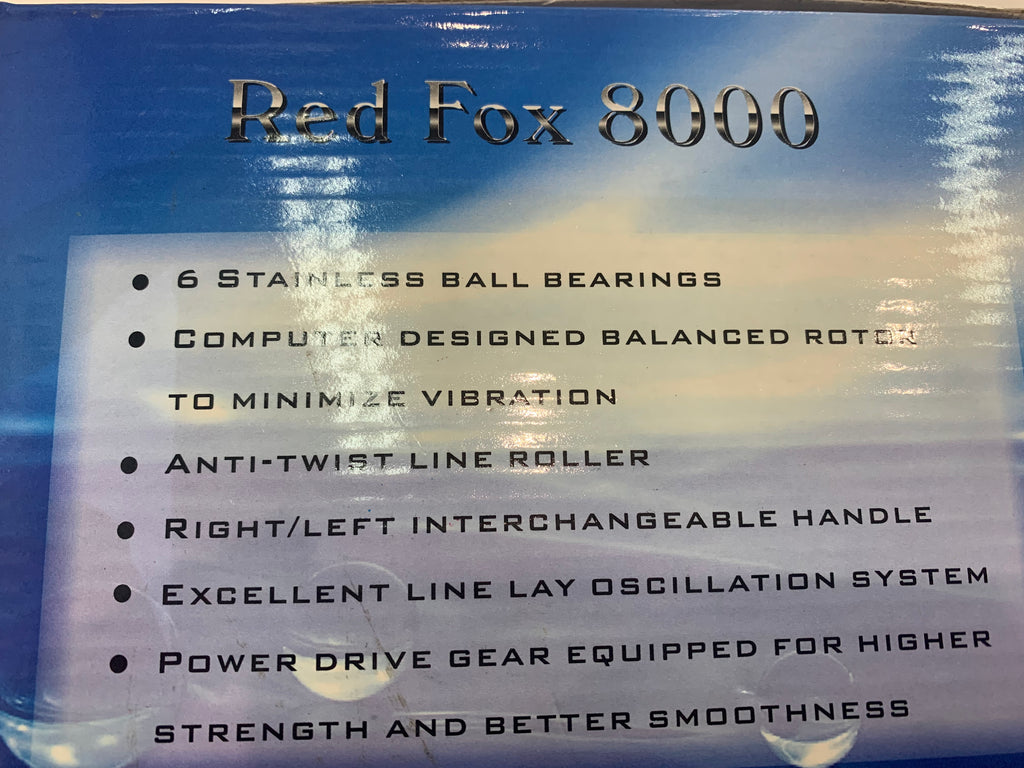 Red Fox 8000
● 6 STAINLESS BALL BEARINGS
● COMPUTER DESIGNED BALANCED ROTOR
TO MINIMIZE VIBRATION
● ANTI-TWIST LINE ROLLER
● RIGHT/LEFT INTERCHANGEABLE HANDLE
● EXCELLENT LINE LAY OSCILLATION SYSTEM
● POWER DRIVE GEAR EQUIPPED FOR HIGHER
STRENGTH AND BETTER SMOOTHNESS